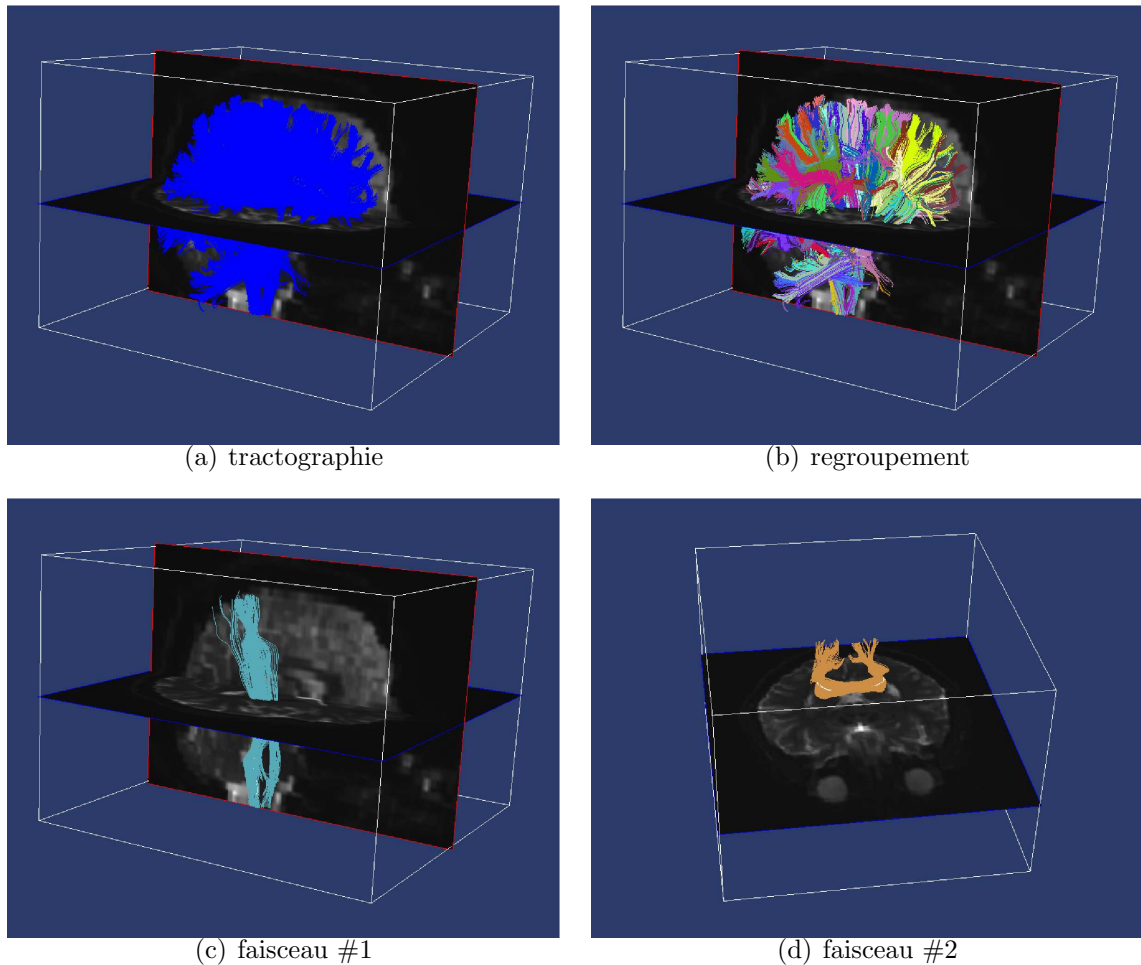 (a) tractographie
(b) regroupement
(c) faisceau #1
(d) faisceau #2